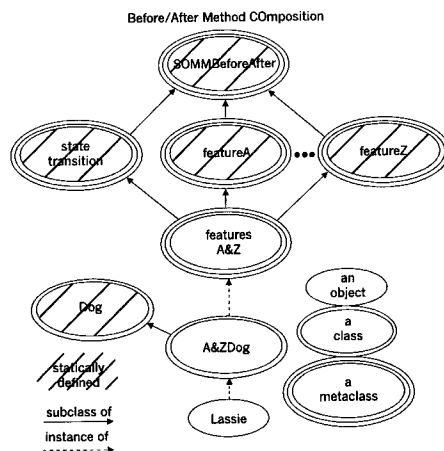 Before/After Method COmposition
SOMMBeforeAfter
state
transition
featureA
•••
featureZ
features
A&Z
an
object
Dog
a
class
A&ZDog
statically
defined
a
metaclass
subclass of
Lassie
instance of